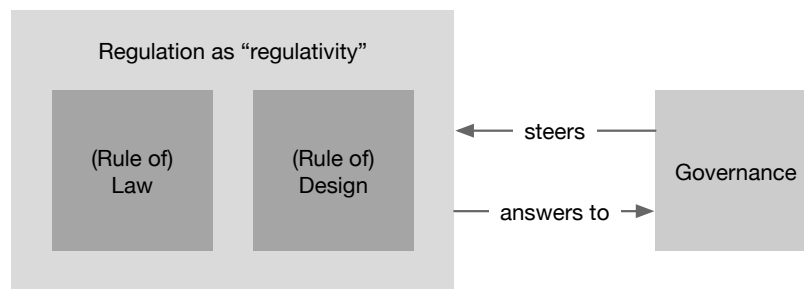 Regulation as “regulativity”
(Rule of)
Law
(Rule of)
Design
steers
answers to
Governance